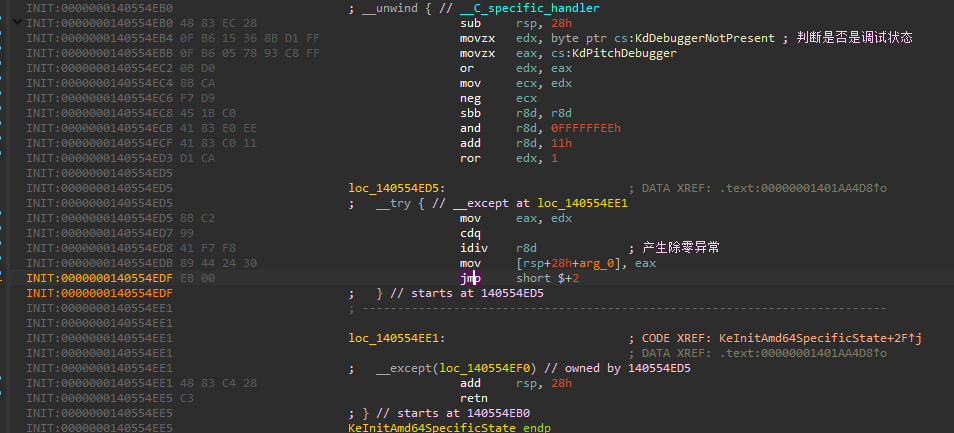 INIT:0000000140554EB0 ; __unwind { // __C_specific_handler
INIT:0000000140554EB0 48 83 EC 28 sub rsp, 28h
INIT:0000000140554EB4 0F B6 15 36 8B D1 FF movzx edx, byte ptr cs:KdDebuggerNotPresent ; 判断是否是调试状态
INIT:0000000140554EBB 0F B6 05 78 93 C8 FF movzx eax, cs:KdPitchDebugger
INIT:0000000140554EC2 0B D0 or edx, eax
INIT:0000000140554EC4 8B CA mov ecx, edx
INIT:0000000140554EC6 F7 D9 neg ecx
INIT:0000000140554EC8 45 1B C0 sbb r8d, r8d
INIT:0000000140554ECB 41 83 E0 EE and r8d, 0FFFFFFEEh
INIT:0000000140554ECF 41 83 C0 11 add r8d, 11h
INIT:0000000140554ED3 D1 CA ror edx, 1
INIT:0000000140554ED5
INIT:0000000140554ED5 loc_140554ED5: ; DATA XREF: .text:00000001401AA4D8↑o
INIT:0000000140554ED5 ; __try { // __except at loc_140554EE1
INIT:0000000140554ED5 8B C2 mov eax, edx
INIT:0000000140554ED7 99 cdq
INIT:0000000140554ED8 41 F7 F8 idiv r8d ; 产生除零异常
INIT:0000000140554EDB 89 44 24 30 mov [rsp+28h+arg_0], eax
INIT:0000000140554EDF EB 00 jmp short $+2
INIT:0000000140554EDF ; } // starts at 140554ED5
INIT:0000000140554EE1 ; ---------------------------------------------------------------------------
INIT:0000000140554EE1
INIT:0000000140554EE1 loc_140554EE1: ; CODE XREF: KeInitAmd64SpecificState+2F↑j
INIT:0000000140554EE1 ; DATA XREF: .text:00000001401AA4D8↑o
INIT:0000000140554EE1 ; __except(loc_140554EF0) // owned by 140554ED5
INIT:0000000140554EE1 48 83 C4 28 add rsp, 28h
INIT:0000000140554EE5 C3 retn
INIT:0000000140554EE5 ; } // starts at 140554EB0
INIT:0000000140554EE5 KeInitAmd64SpecificState endp